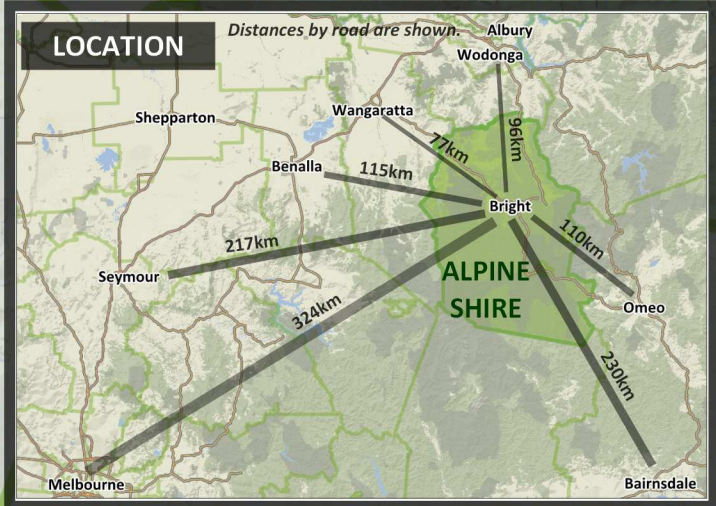 LOCATION
Distances by road are shown.
Albury
Wodonga
Shepparton
Wangaratta
77km
96km
Benalla
115km
Bright
217km
110km
Seymour
ALPINE
SHIRE
324km
Omeo
230km
Melbourne
Bairnsdale